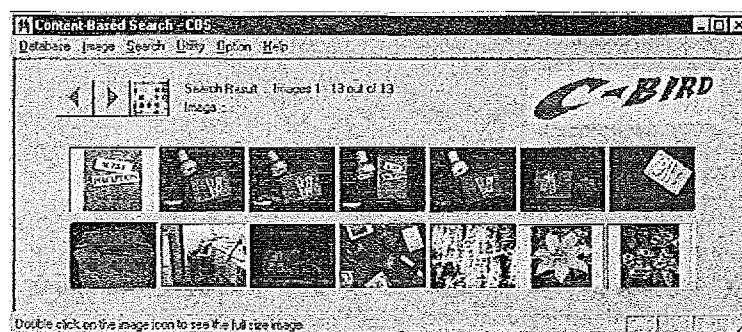 Content-Based Search - CBS
Database Image Search Utility Option Help
Search Result - Images 1 - 13 out of 13
Image -
C-BIRD
Double click on the image icon to see the full size image.